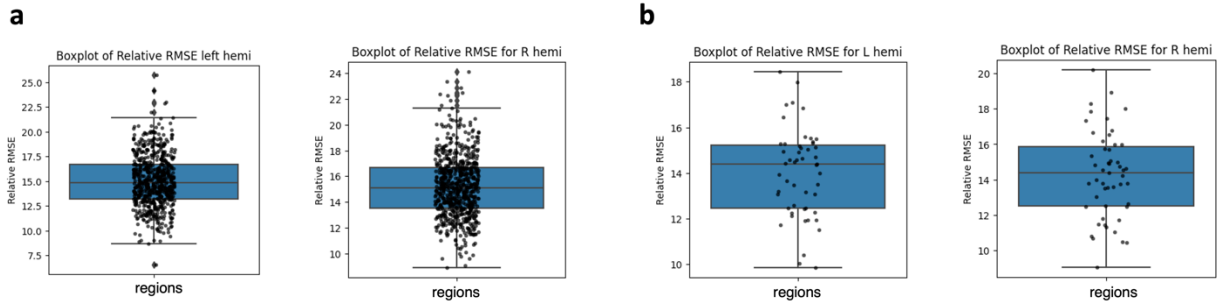 a
b
Boxplot of Relative RMSE left hemi
Relative RMSE
25.0
22.5
20.0
17.5
15.0
12.5
10.0
7.5
regions
Boxplot of Relative RMSE for R hemi
Relative RMSE
24
22
20
18
16
14
12
10
regions
Boxplot of Relative RMSE for L hemi
Relative RMSE
18
16
14
12
10
regions
Boxplot of Relative RMSE for R hemi
Relative RMSE
20
18
16
14
12
10
regions